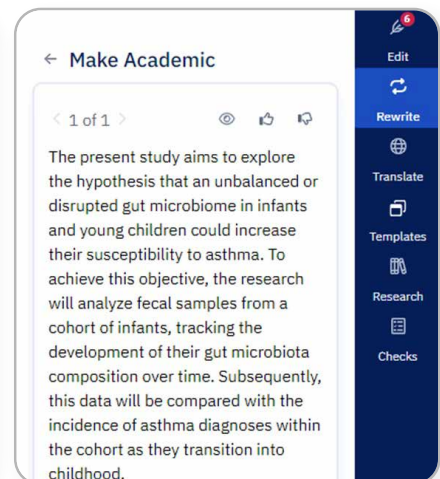 ← Make Academic
< 1 of 1 >
The present study aims to explore
the hypothesis that an unbalanced or
disrupted gut microbiome in infants
and young children could increase
their susceptibility to asthma. To
achieve this objective, the research
will analyze fecal samples from a
cohort of infants, tracking the
development of their gut microbiota
composition over time. Subsequently,
this data will be compared with the
incidence of asthma diagnoses within
the cohort as they transition into
childhood.
6
Edit
Rewrite
Translate
Templates
Research
Checks